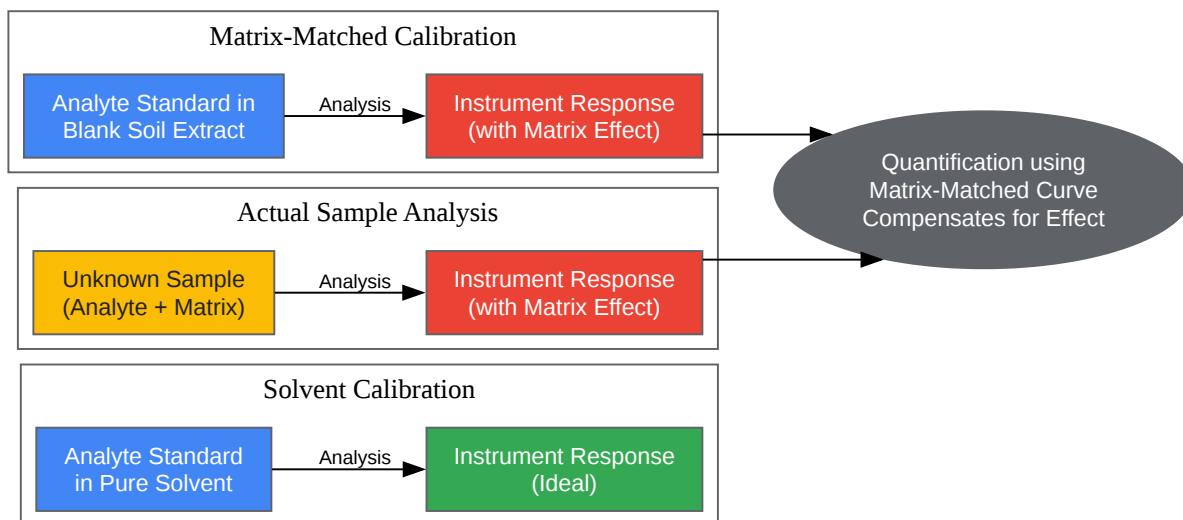 Matrix-Matched Calibration
Analyte Standard in
Blank Soil Extract
Analysis
Instrument Response
(with Matrix Effect)
Quantification using
Matrix-Matched Curve
Compensates for Effect
Actual Sample Analysis
Unknown Sample
(Analyte + Matrix)
Analysis
Instrument Response
(with Matrix Effect)
Solvent Calibration
Analyte Standard
in Pure Solvent
Analysis
Instrument Response
(Ideal)